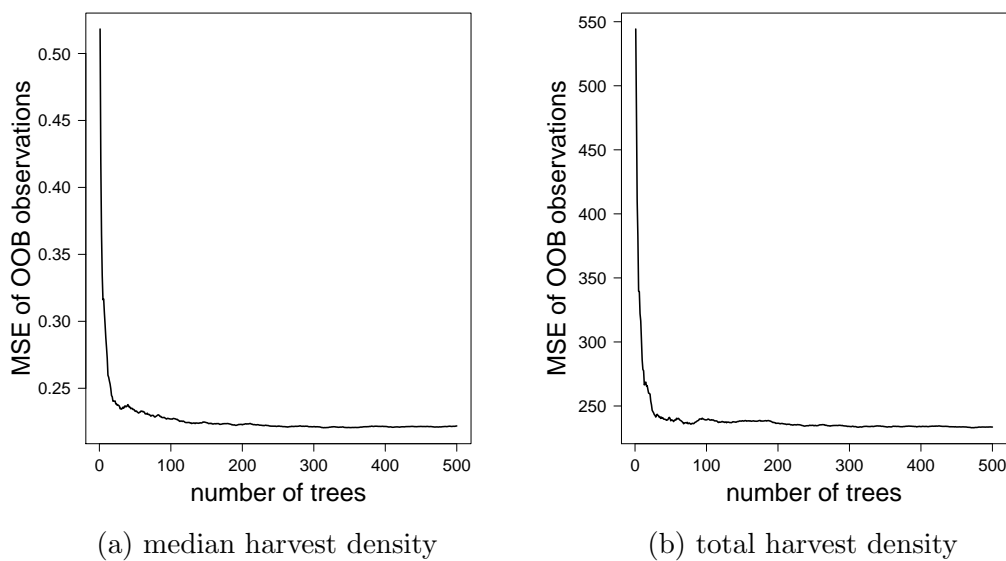 MSE of OOB observations
0.50
0.45
0.40
0.35
0.30
0.25
0 100 200 300 400 500
number of trees
(a) median harvest density
MSE of OOB observations
550
500
450
400
350
300
250
0 100 200 300 400 500
number of trees
(b) total harvest density